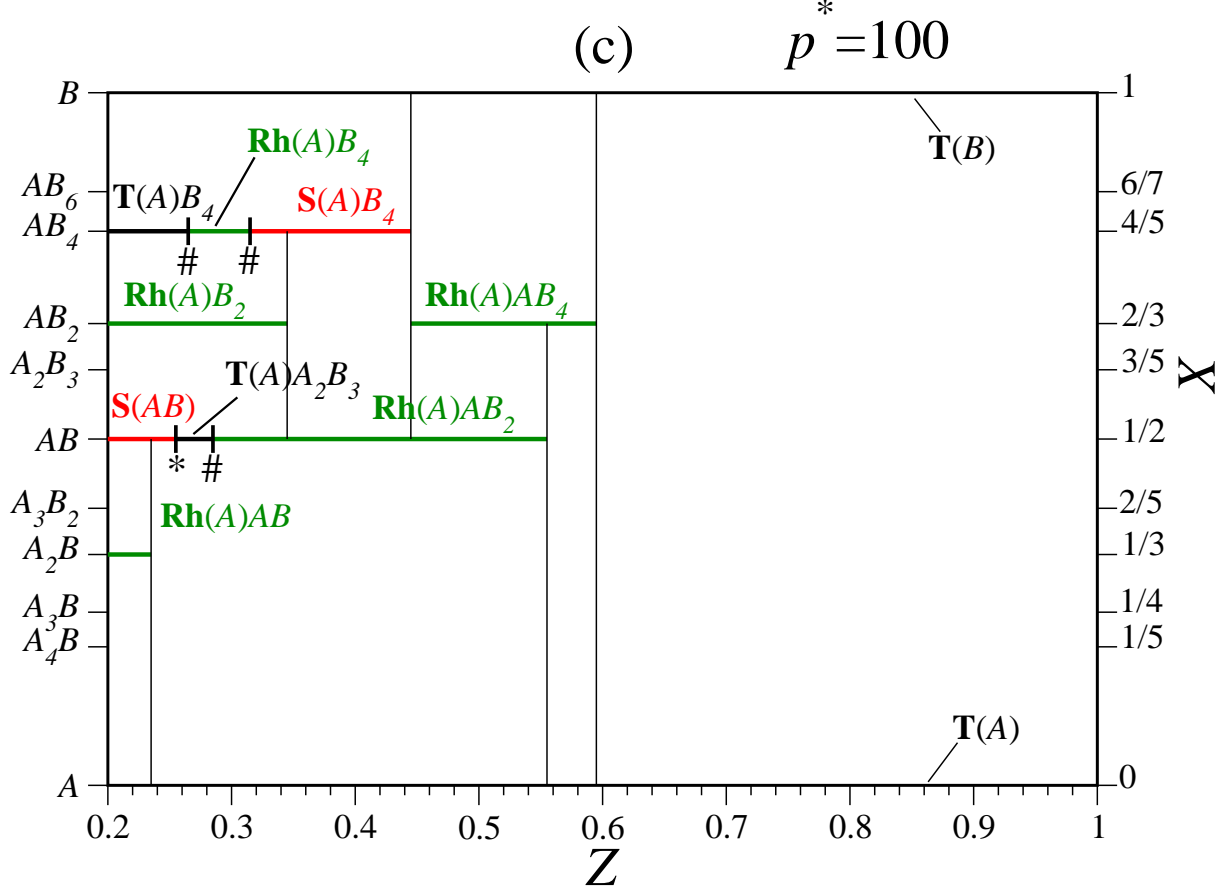 (c) p*=100
B 1
T(B)
Rh(A)B₄
AB₆ T(A)B₄ S(A)B₄ 6/7
AB₄ 4/5
# #
Rh(A)B₂ Rh(A)AB₄
AB₂ 2/3
A₂B₃ T(A)A₂B₃ 3/5
X
S(AB) Rh(A)AB₂
AB 1/2
* #
A₃B₂ Rh(A)AB 2/5
A₂B 1/3
A₃B 1/4
A₄B 1/5
T(A)
A 0
0.2 0.3 0.4 0.5 0.6 0.7 0.8 0.9 1
Z